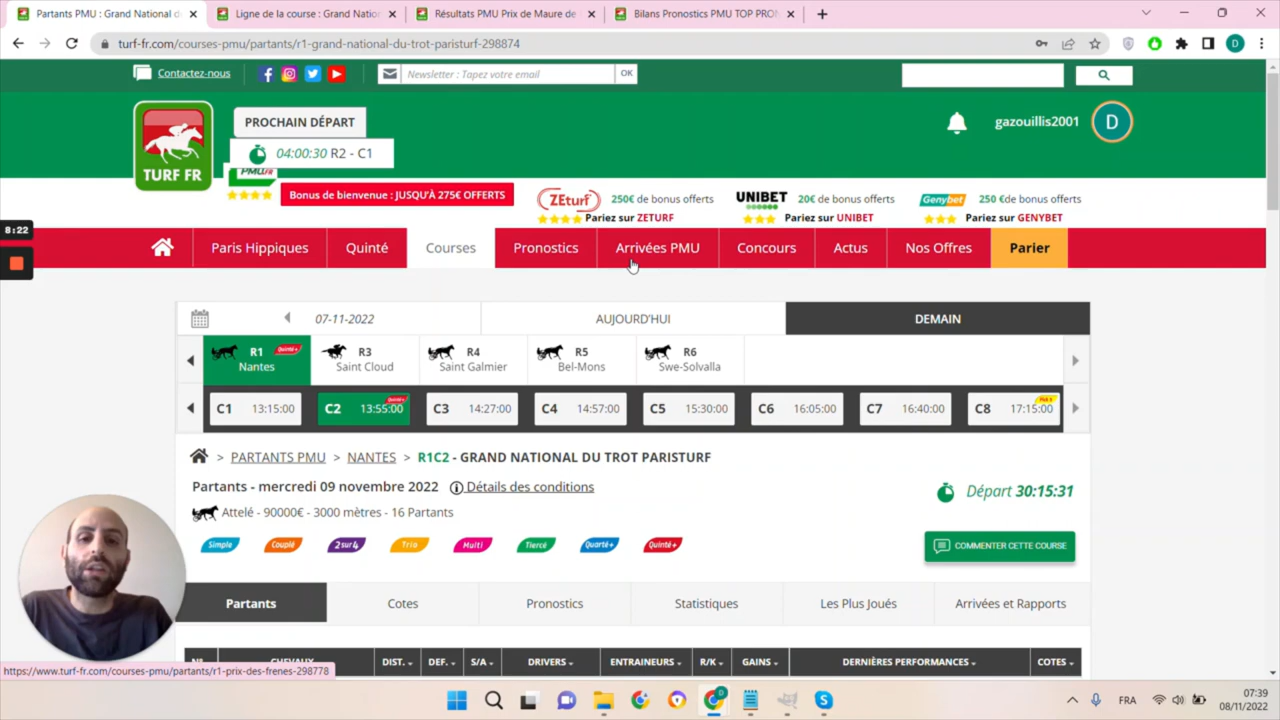 Partants PMU : Grand National d
Ligne de la course : Grand Natio
Résultats PMU Prix de Maure de
Bilans Pronostics PMU TOP PRO
turf-fr.com/courses-pmu/partants/r1-grand-national-du-trot-paristurf-298874
D
Contactez-nous
Newsletter : Tapez votre email
OK
TURF FR
PROCHAIN DÉPART
04:00:30 R2 - C1
gazouillis2001
D
PMU.FR
Bonus de bienvenue : JUSQU'À 275€ OFFERTS
ZEturf
250€ de bonus offerts
Pariez sur ZETURF
UNIBET
20€ de bonus offerts
Pariez sur UNIBET
Genybet
250 € de bonus offerts
Pariez sur GENYBET
8:22
Paris Hippiques
Quinté
Courses
Pronostics
Arrivées PMU
Concours
Actus
Nos Offres
Parier
07-11-2022
AUJOURD'HUI
DEMAIN
R1 Quinté+
Nantes
R3
Saint Cloud
R4
Saint Galmier
R5
Bel-Mons
R6
Swe-Solvalla
C1 13:15:00
C2 13:55:00 Quinté+
C3 14:27:00
C4 14:57:00
C5 15:30:00
C6 16:05:00
C7 16:40:00
C8 17:15:00
> PARTANTS PMU > NANTES > R1C2 - GRAND NATIONAL DU TROT PARISTURF
Partants - mercredi 09 novembre 2022 Détails des conditions
Départ 30:15:31
Attelé - 90000€ - 3000 mètres - 16 Partants
Simple
Couplé
2sur4
Trio
Multi
Tiercé
Quarté+
Quinté+
COMMENTER CETTE COURSE
Partants
Cotes
Pronostics
Statistiques
Les Plus Joués
Arrivées et Rapports
N°
CHEVAUX
DIST.
DEF.
S/A
DRIVERS
ENTRAINEURS
R/K
GAINS
DERNIÈRES PERFORMANCES
COTES
https://www.turf-fr.com/courses-pmu/partants/r1-prix-des-frenes-298778
D
FRA
07:39
08/11/2022